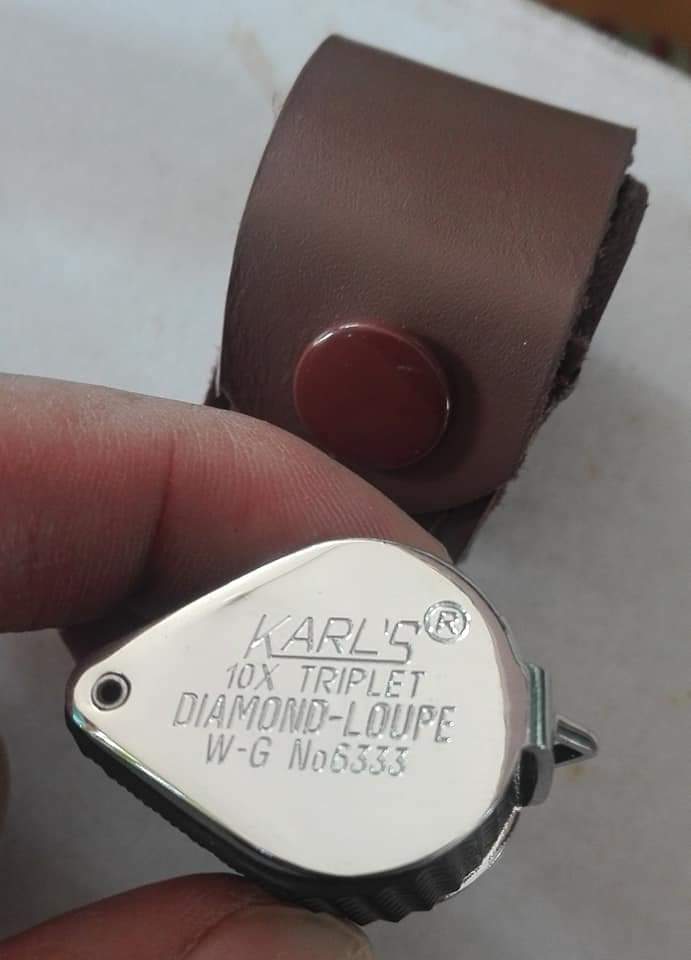 KARL'S ®
10X TRIPLET
DIAMOND-LOUPE
W-G No6333